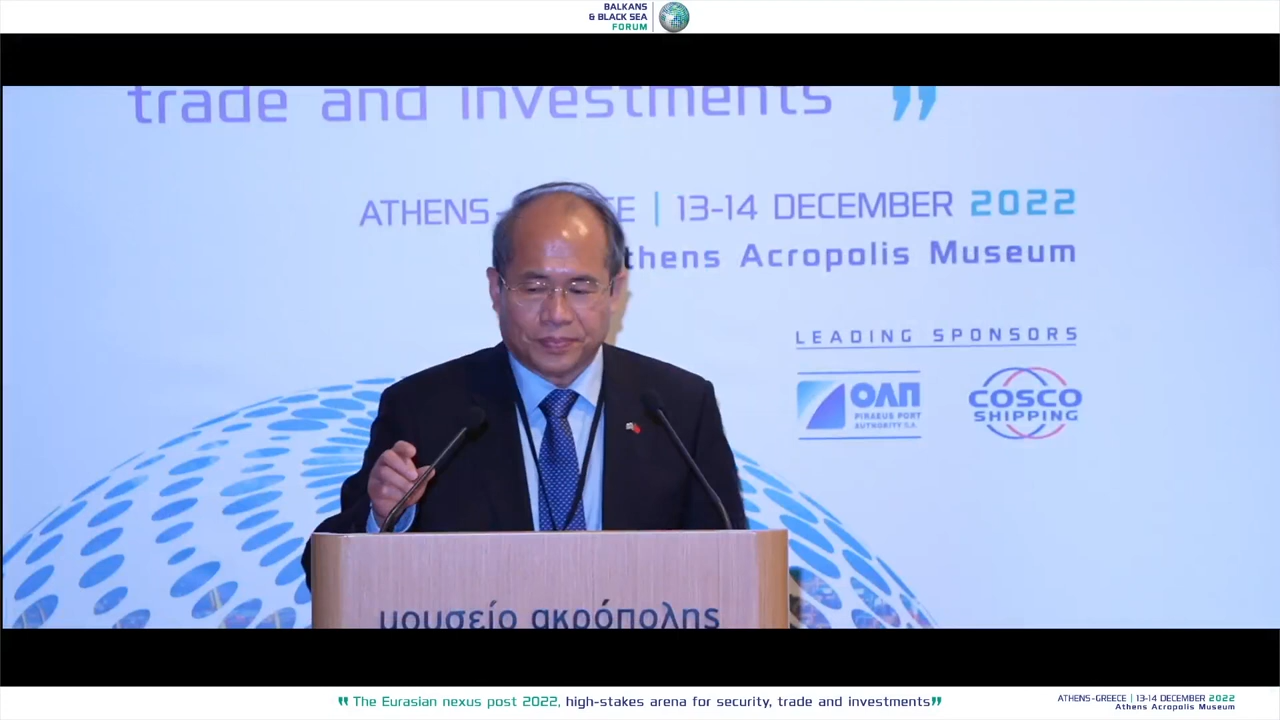 BALKANS
& BLACK SEA
FORUM
trade and investments"
ATHENS-
CE | 13-14 DECEMBER 2022
thens Acropolis Museum
LEADING SPONSORS
ΟΛΠ
PIRAEUS PORT
AUTHORITY S.A.
COSCO
SHIPPING
μουσείο ακρόπολης
"The Eurasian nexus post 2022, high-stakes arena for security, trade and investments"
ATHENS-GREECE | 13-14 DECEMBER 2022
Athens Acropolis Museum